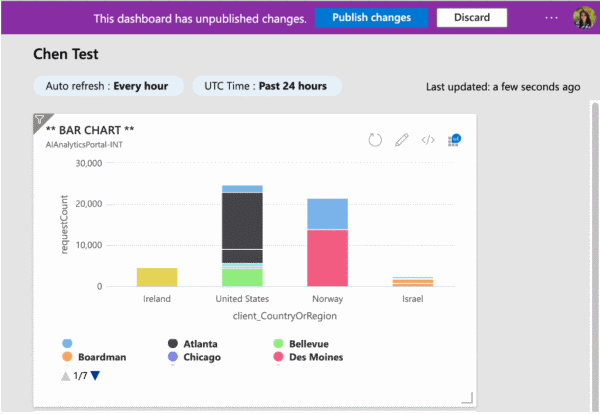 This dashboard has unpublished changes. Publish changes Discard ...
Chen Test
Auto refresh : Every hour UTC Time : Past 24 hours Last updated: a few seconds ago
** BAR CHART **
AIAnalyticsPortal-INT
30,000
20,000
10,000
0
requestCount
Ireland United States Norway Israel
client_CountryOrRegion
Atlanta Bellevue
Boardman Chicago Des Moines
1/7